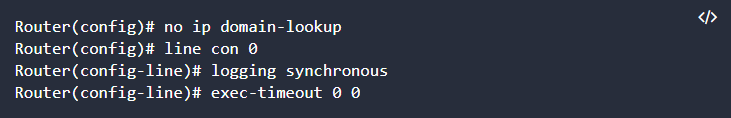 Router(config)# no ip domain-lookup
Router(config)# line con 0
Router(config-line)# logging synchronous
Router(config-line)# exec-timeout 0 0